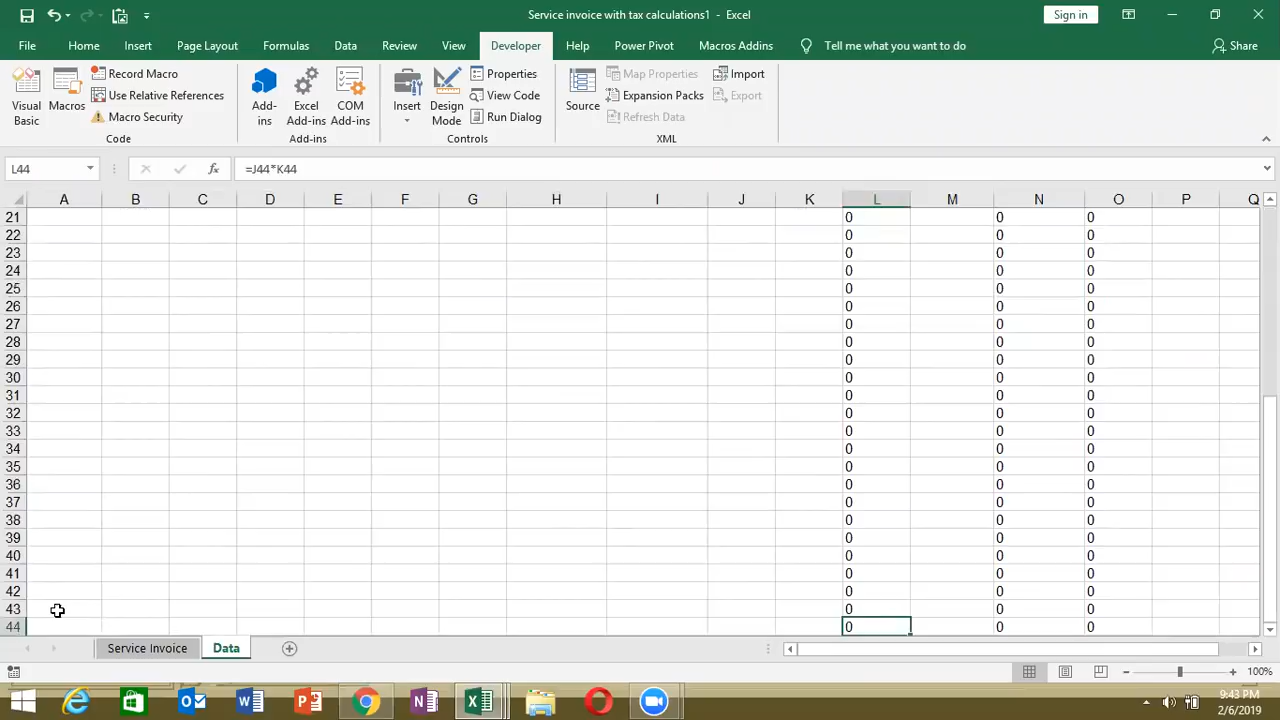 Service invoice with tax calculations1 - Excel
Sign in
File Home Insert Page Layout Formulas Data Review View Developer Help Power Pivot Macros Addins Tell me what you want to do Share
Visual Basic
Macros
Record Macro
Use Relative References
Macro Security
Code
Add-ins
Excel Add-ins
COM Add-ins
Add-ins
Insert
Design Mode
Properties
View Code
Run Dialog
Controls
Source
Map Properties
Expansion Packs
Refresh Data
Import
Export
XML
L44 fx =J44*K44
A B C D E F G H I J K L M N O P Q
21 0 0 0
22 0 0 0
23 0 0 0
24 0 0 0
25 0 0 0
26 0 0 0
27 0 0 0
28 0 0 0
29 0 0 0
30 0 0 0
31 0 0 0
32 0 0 0
33 0 0 0
34 0 0 0
35 0 0 0
36 0 0 0
37 0 0 0
38 0 0 0
39 0 0 0
40 0 0 0
41 0 0 0
42 0 0 0
43 0 0 0
44 0 0 0
Service Invoice Data
100%
9:43 PM
2/6/2019